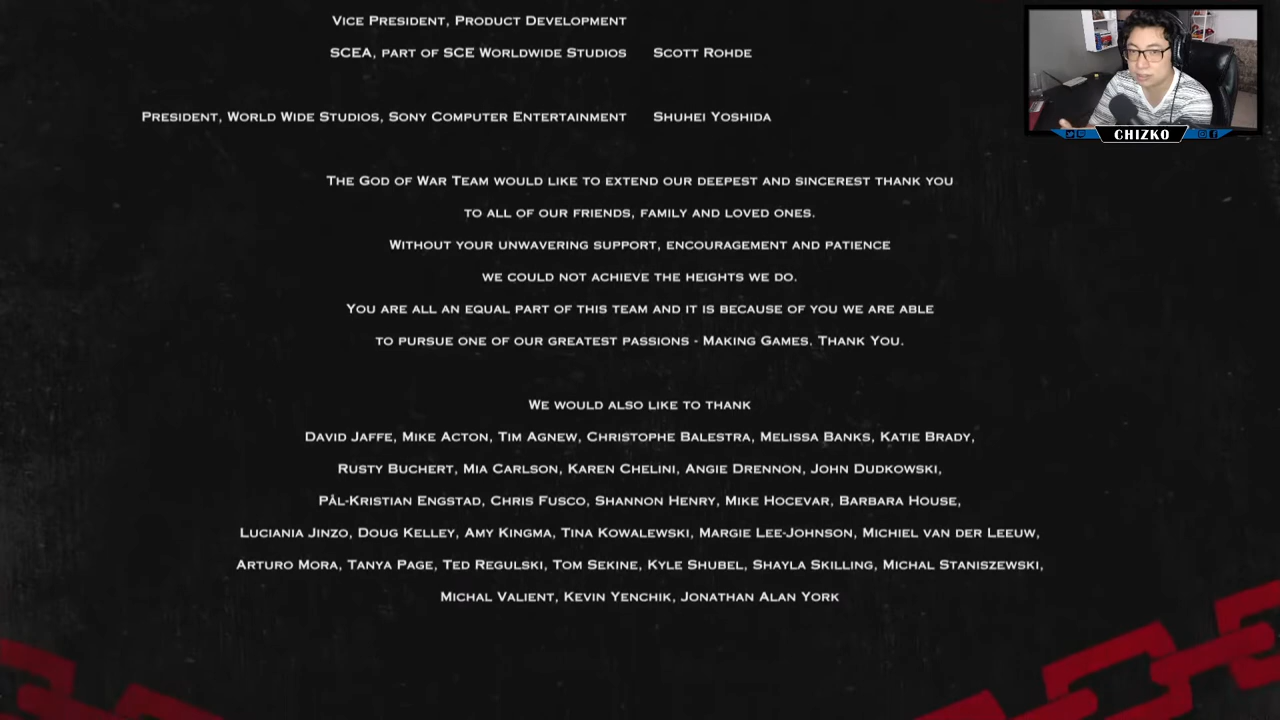 Vice President, Product Development
SCEA, part of SCE Worldwide Studios Scott Rohde
President, World Wide Studios, Sony Computer Entertainment Shuhei Yoshida
The God of War Team would like to extend our deepest and sincerest thank you
to all of our friends, family and loved ones.
Without your unwavering support, encouragement and patience
we could not achieve the heights we do.
You are all an equal part of this team and it is because of you we are able
to pursue one of our greatest passions - Making Games. Thank You.
We would also like to thank
David Jaffe, Mike Acton, Tim Agnew, Christophe Balestra, Melissa Banks, Katie Brady,
Rusty Buchert, Mia Carlson, Karen Chelini, Angie Drennon, John Dudkowski,
Pål-Kristian Engstad, Chris Fusco, Shannon Henry, Mike Hocevar, Barbara House,
Luciania Jinzo, Doug Kelley, Amy Kingma, Tina Kowalewski, Margie Lee-Johnson, Michiel van der Leeuw,
Arturo Mora, Tanya Page, Ted Regulski, Tom Sekine, Kyle Shubel, Shayla Skilling, Michal Staniszewski,
Michal Valient, Kevin Yenchik, Jonathan Alan York
CHIZKO